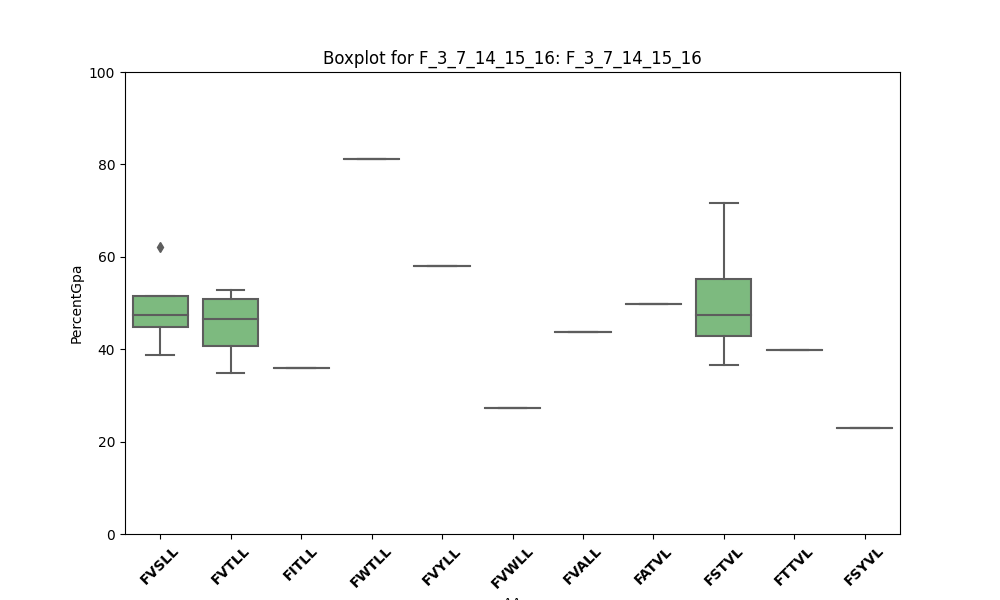 Boxplot for F_3_7_14_15_16: F_3_7_14_15_16
100
80
60
40
20
0
PercentGpa
FVSLL
FVTLL
FITLL
FWTLL
FVYLL
FVWLL
FVALL
FATVL
FSTVL
FTTVL
FSYVL